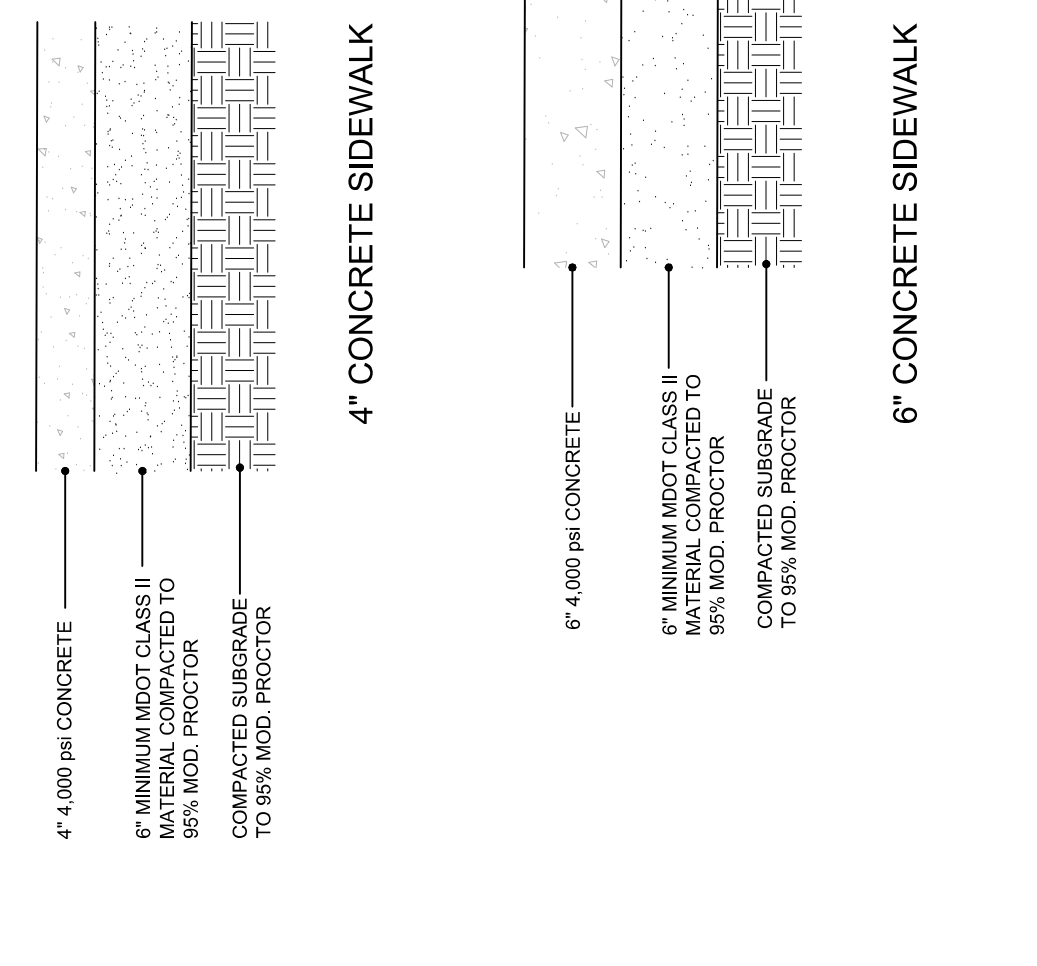 4" 4,000 psi CONCRETE
6" MINIMUM MDOT CLASS II
MATERIAL COMPACTED TO
95% MOD. PROCTOR
COMPACTED SUBGRADE
TO 95% MOD. PROCTOR
4" CONCRETE SIDEWALK
6" 4,000 psi CONCRETE
6" MINIMUM MDOT CLASS II
MATERIAL COMPACTED TO
95% MOD. PROCTOR
COMPACTED SUBGRADE
TO 95% MOD. PROCTOR
6" CONCRETE SIDEWALK